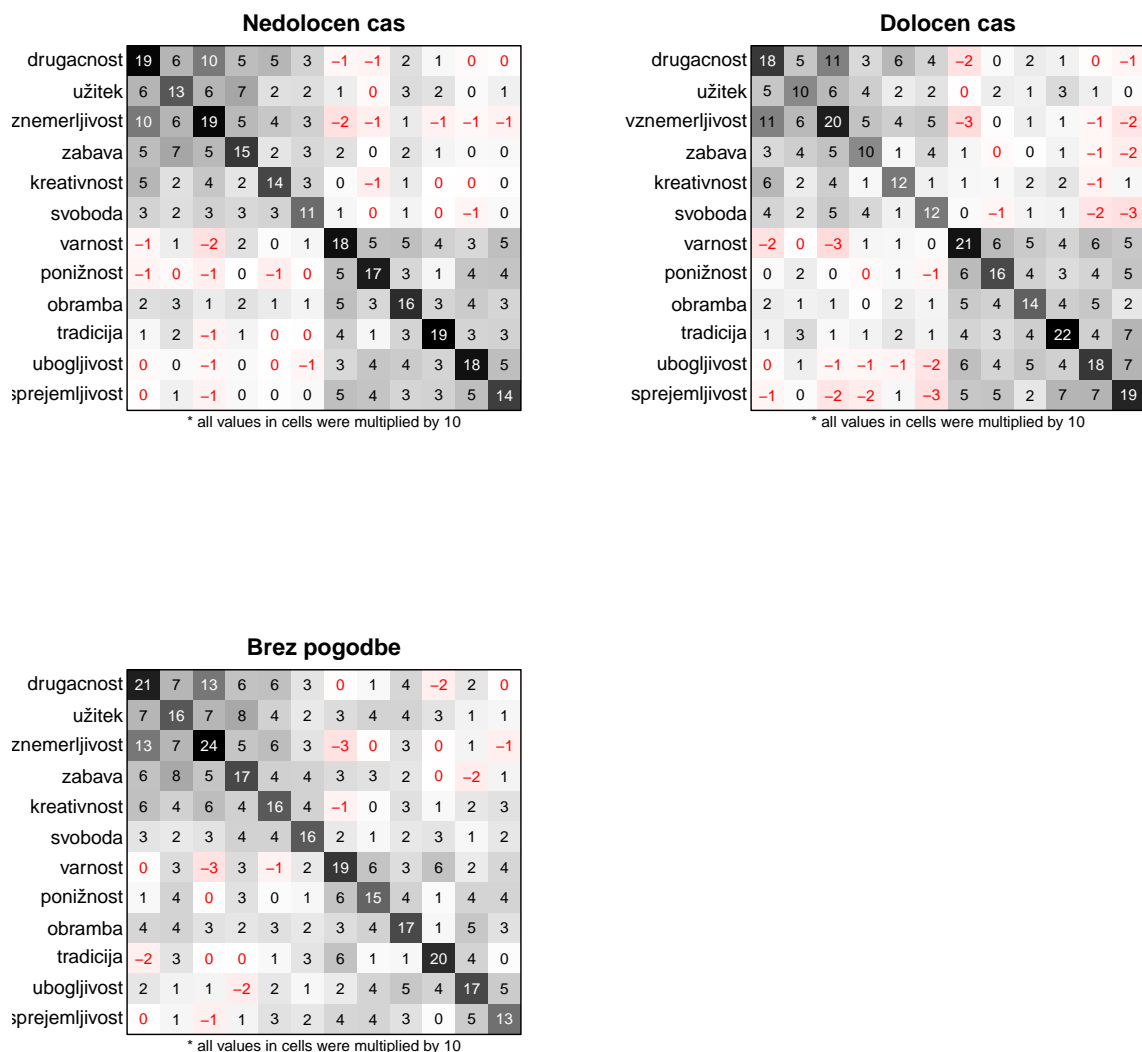 Nedolocen cas
drugacnost 19 6 10 5 5 3 −1 −1 2 1 0 0
užitek 6 13 6 7 2 2 1 0 3 2 0 1
vznemerljivost 10 6 19 5 4 3 −2 −1 1 −1 −1 −1
zabava 5 7 5 15 2 3 2 0 2 1 0 0
kreativnost 5 2 4 2 14 3 0 −1 1 0 0 0
svoboda 3 2 3 3 3 11 1 0 1 0 −1 0
varnost −1 1 −2 2 0 1 18 5 5 4 3 5
ponižnost −1 0 −1 0 −1 0 5 17 3 1 4 4
obramba 2 3 1 2 1 1 5 3 16 3 4 3
tradicija 1 2 −1 1 0 0 4 1 3 19 3 3
ubogljivost 0 0 −1 0 0 −1 3 4 4 3 18 5
sprejemljivost 0 1 −1 0 0 0 5 4 3 3 5 14
* all values in cells were multiplied by 10
Dolocen cas
drugacnost 18 5 11 3 6 4 −2 0 2 1 0 −1
užitek 5 10 6 4 2 2 0 2 1 3 1 0
vznemerljivost 11 6 20 5 4 5 −3 0 1 1 −1 −2
zabava 3 4 5 10 1 4 1 0 0 1 −1 −2
kreativnost 6 2 4 1 12 1 1 1 2 2 −1 1
svoboda 4 2 5 4 1 12 0 −1 1 1 −2 −3
varnost −2 0 −3 1 1 0 21 6 5 4 6 5
ponižnost 0 2 0 0 1 −1 6 16 4 3 4 5
obramba 2 1 1 0 2 1 5 4 14 4 5 2
tradicija 1 3 1 1 2 1 4 3 4 22 4 7
ubogljivost 0 1 −1 −1 −1 −2 6 4 5 4 18 7
sprejemljivost −1 0 −2 −2 1 −3 5 5 2 7 7 19
* all values in cells were multiplied by 10
Brez pogodbe
drugacnost 21 7 13 6 6 3 0 1 4 −2 2 0
užitek 7 16 7 8 4 2 3 4 4 3 1 1
vznemerljivost 13 7 24 5 6 3 −3 0 3 0 1 −1
zabava 6 8 5 17 4 4 3 3 2 0 −2 1
kreativnost 6 4 6 4 16 4 −1 0 3 1 2 3
svoboda 3 2 3 4 4 16 2 1 2 3 1 2
varnost 0 3 −3 3 −1 2 19 6 3 6 2 4
ponižnost 1 4 0 3 0 1 6 15 4 1 4 4
obramba 4 4 3 2 3 2 3 4 17 1 5 3
tradicija −2 3 0 0 1 3 6 1 1 20 4 0
ubogljivost 2 1 1 −2 2 1 2 4 5 4 17 5
sprejemljivost 0 1 −1 1 3 2 4 4 3 0 5 13
* all values in cells were multiplied by 10